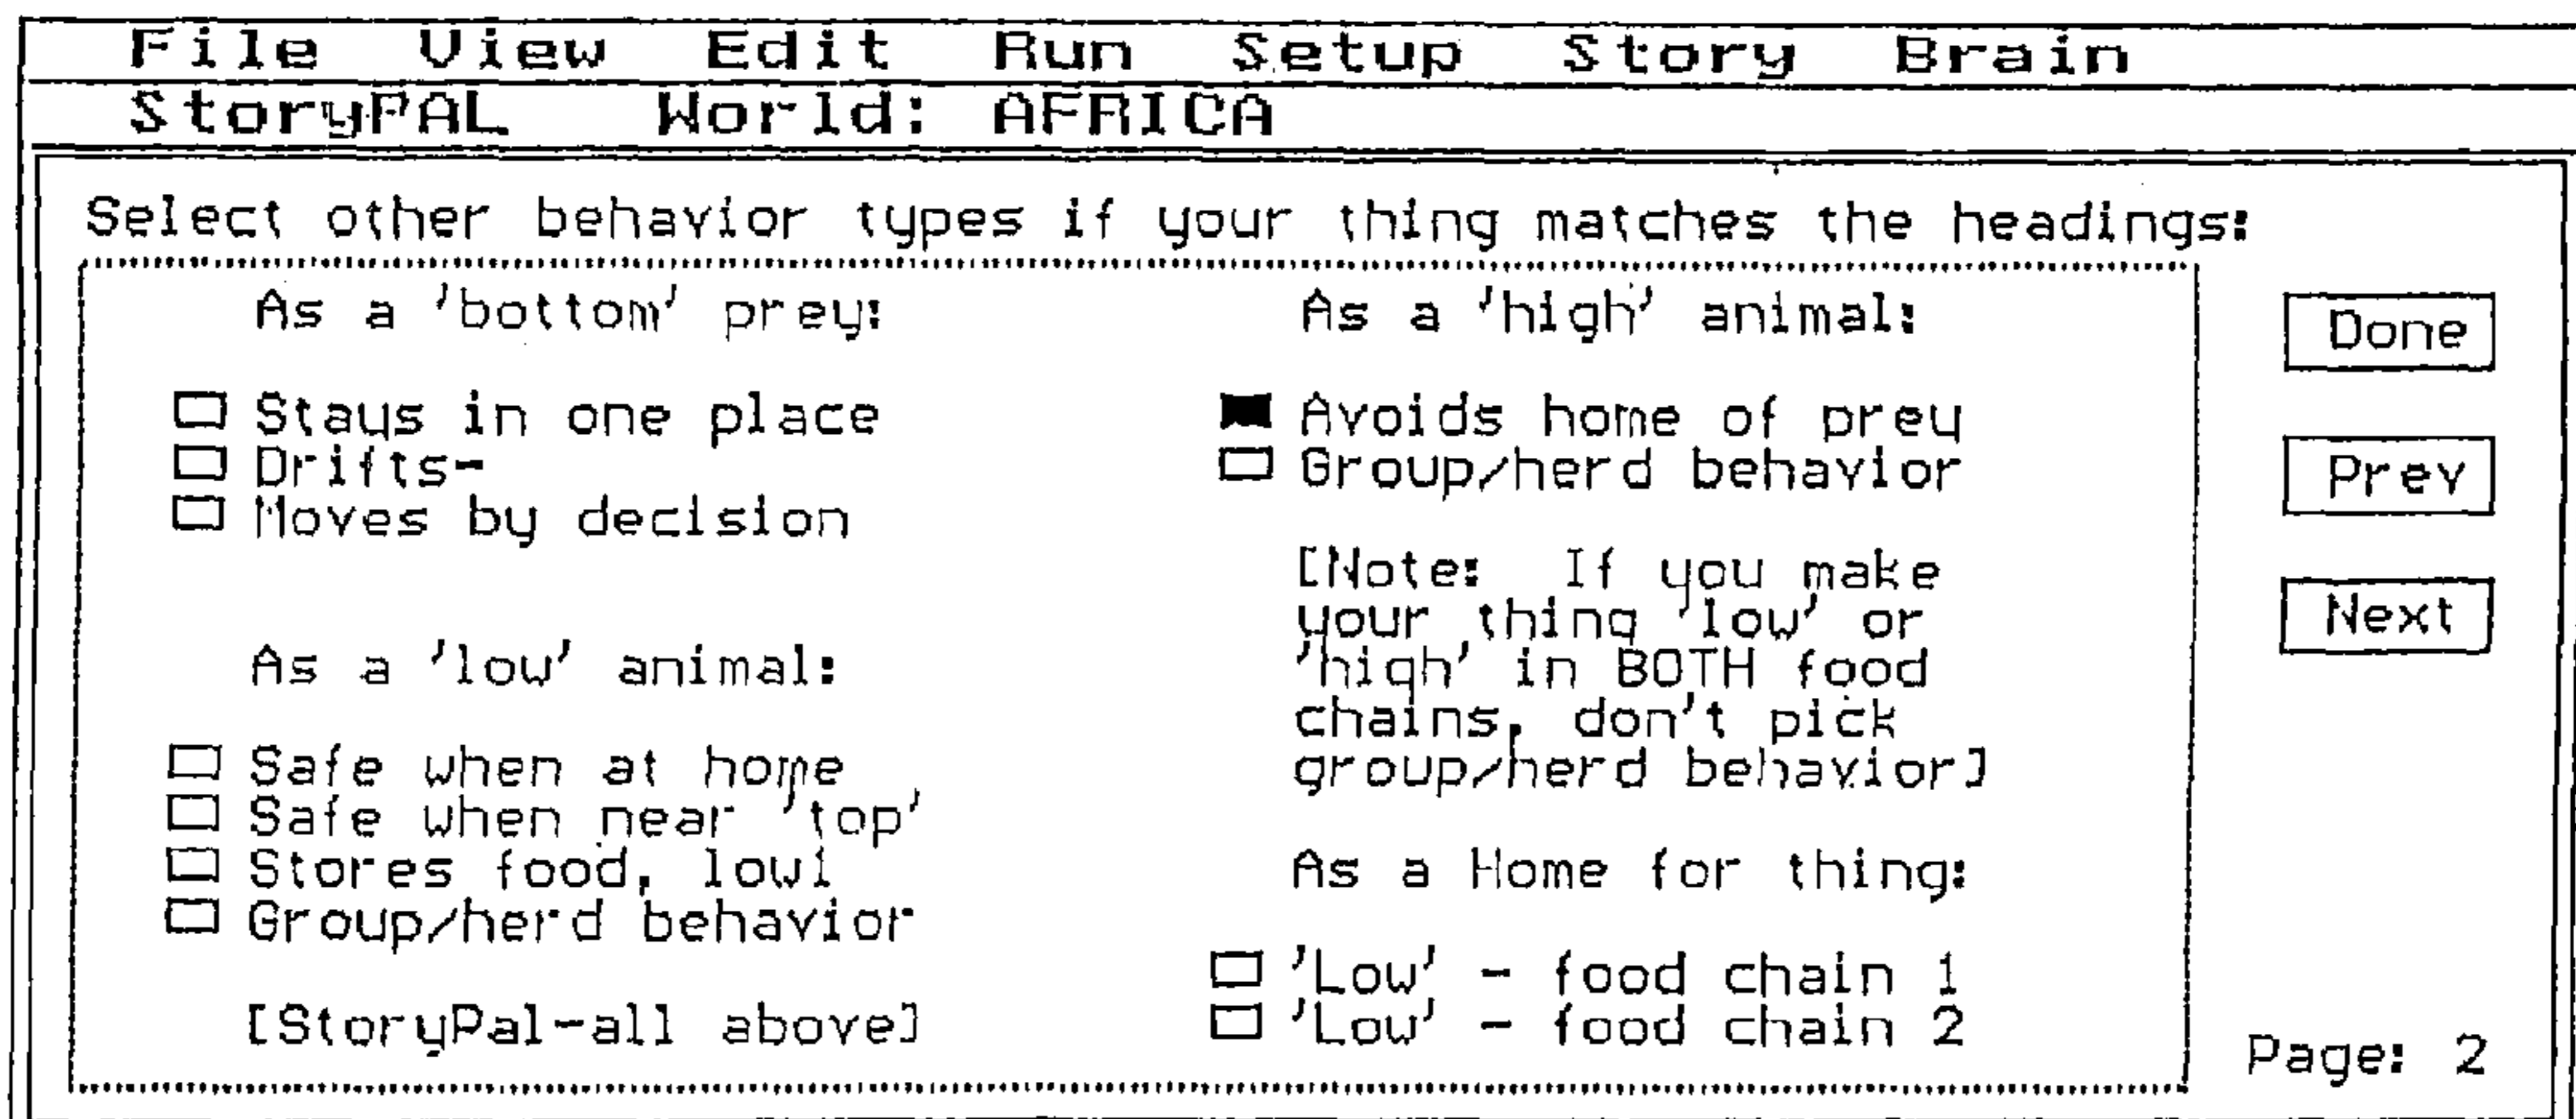 File View Edit Run Setup Story Brain
StoryPAL World: AFRICA
Select other behavior types if your thing matches the headings:
As a 'bottom' prey:
Stays in one place
Drifts-
Moves by decision
As a 'low' animal:
Safe when at home
Safe when near 'top'
Stores food, low1
Group/herd behavior
[StoryPal-all above]
As a 'high' animal:
Avoids home of prey
Group/herd behavior
[Note: If you make
your thing 'low' or
'high' in BOTH food
chains, don't pick
group/herd behavior]
As a Home for thing:
'Low' - food chain 1
'Low' - food chain 2
Done
Prev
Next
Page: 2